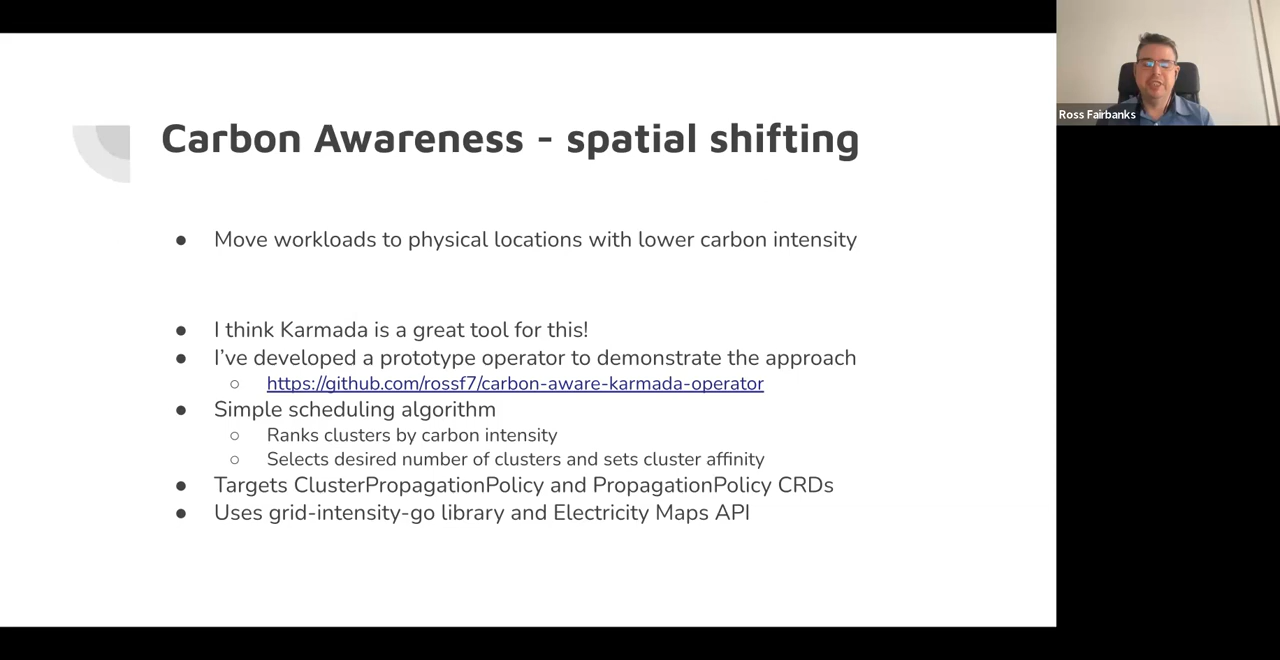 Carbon Awareness - spatial shifting
● Move workloads to physical locations with lower carbon intensity
● I think Karmada is a great tool for this!
● I've developed a prototype operator to demonstrate the approach
○ https://github.com/rossf7/carbon-aware-karmada-operator
● Simple scheduling algorithm
○ Ranks clusters by carbon intensity
○ Selects desired number of clusters and sets cluster affinity
● Targets ClusterPropagationPolicy and PropagationPolicy CRDs
● Uses grid-intensity-go library and Electricity Maps API
Ross Fairbanks